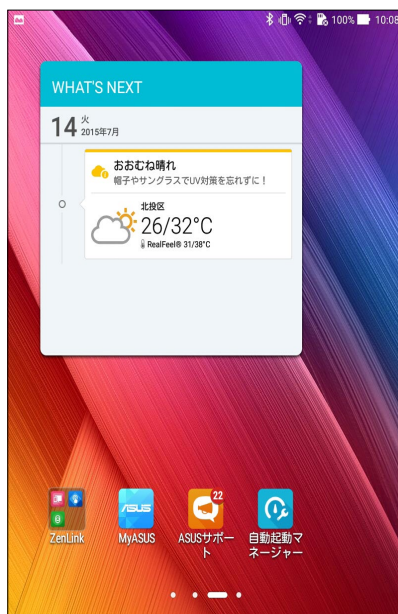 100% 10:08
WHAT'S NEXT
14 火
2015年7月
おおむね晴れ
帽子やサングラスでUV対策を忘れずに！
北投区
26/32°C
RealFeel® 31/38°C
22
ASUS
ZenLink
MyASUS
ASUSサポー
ト
自動起動マ
ネージャー